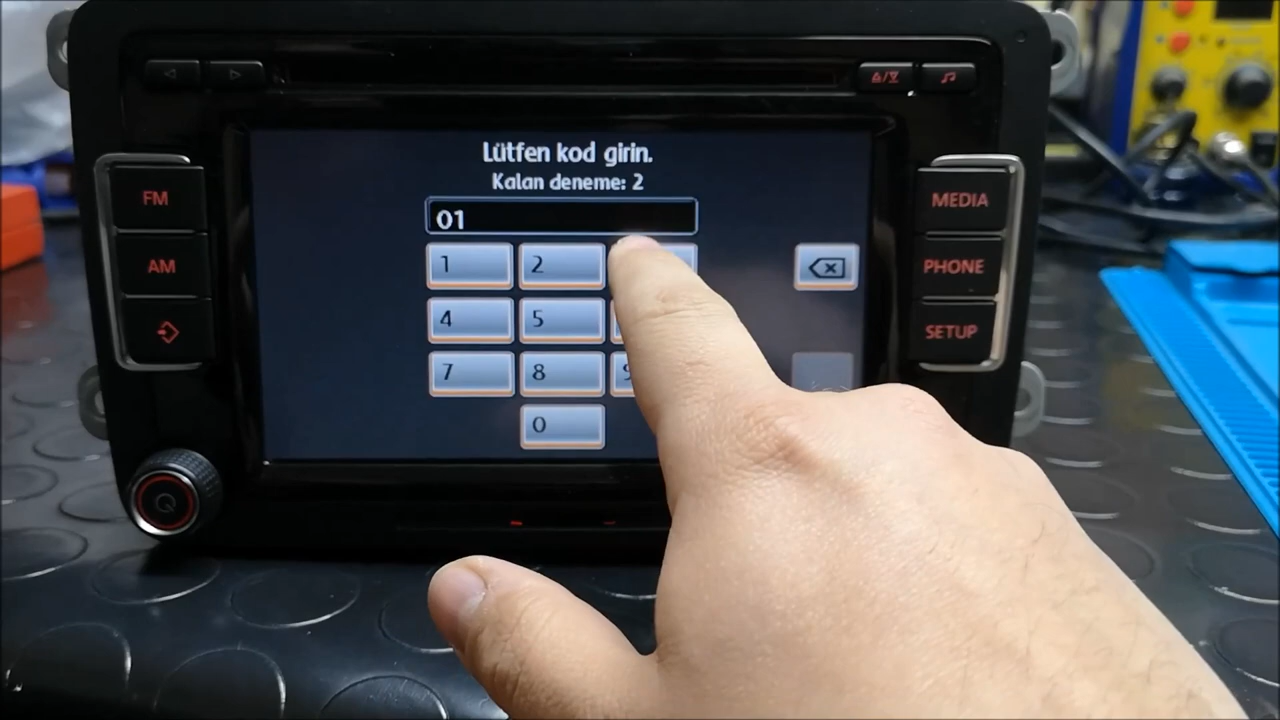 Lütfen kod girin.
Kalan deneme: 2
01
FM
AM
1
2
4
5
7
8
9
0
MEDIA
PHONE
SETUP